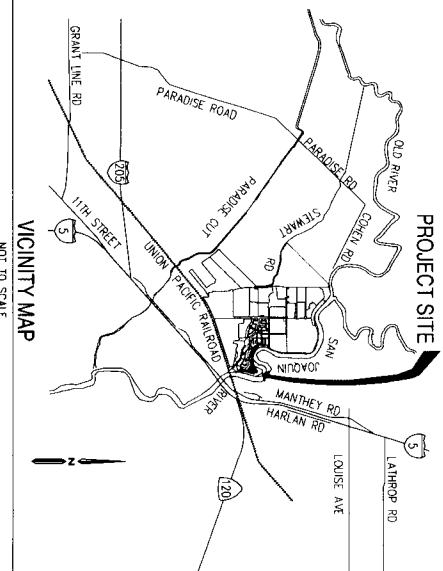 PROJECT SITE
OLD RIVER
COHEN RD
PARADISE RD
STEWART
RD
PARADISE ROAD
PARADISE CUT
GRANT LINE RD
205
11TH STREET
5
UNION
PACIFIC RAILROAD
SAN
JOAQUIN
RIVER
MANTHEY RD
HARLAN RD
5
LATHROP RD
LOUISE AVE
120
Z
VICINITY MAP
NOT TO SCALE